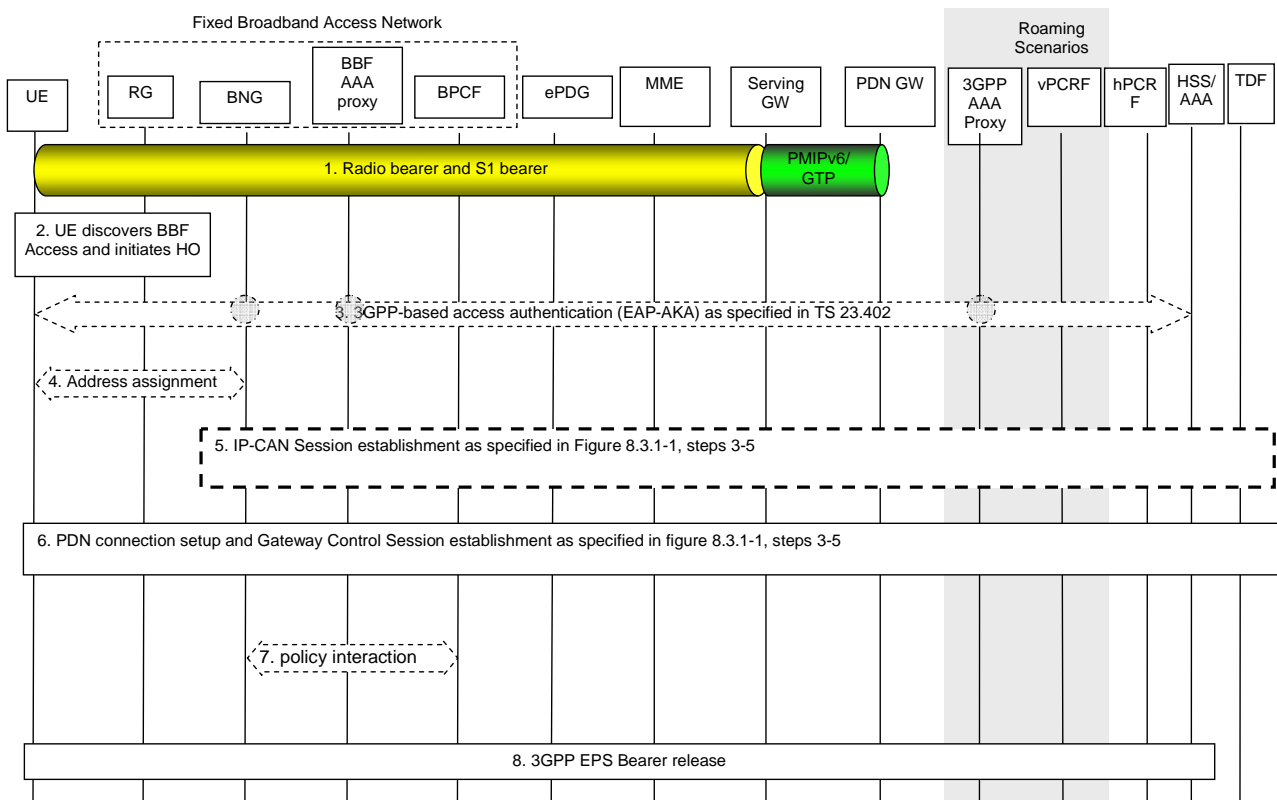 Fixed Broadband Access Network
Roaming
Scenarios
UE
RG
BNG
BBF
AAA
proxy
BPCF
ePDG
MME
Serving
GW
PDN GW
3GPP
AAA
Proxy
vPCRF
hPCR
F
HSS/
AAA
TDF
1. Radio bearer and S1 bearer
PMIPv6/
GTP
2. UE discovers BBF
Access and initiates HO
3. 3GPP-based access authentication (EAP-AKA) as specified in TS 23.402
4. Address assignment
5. IP-CAN Session establishment as specified in Figure 8.3.1-1, steps 3-5
6. PDN connection setup and Gateway Control Session establishment as specified in figure 8.3.1-1, steps 3-5
7. policy interaction
8. 3GPP EPS Bearer release